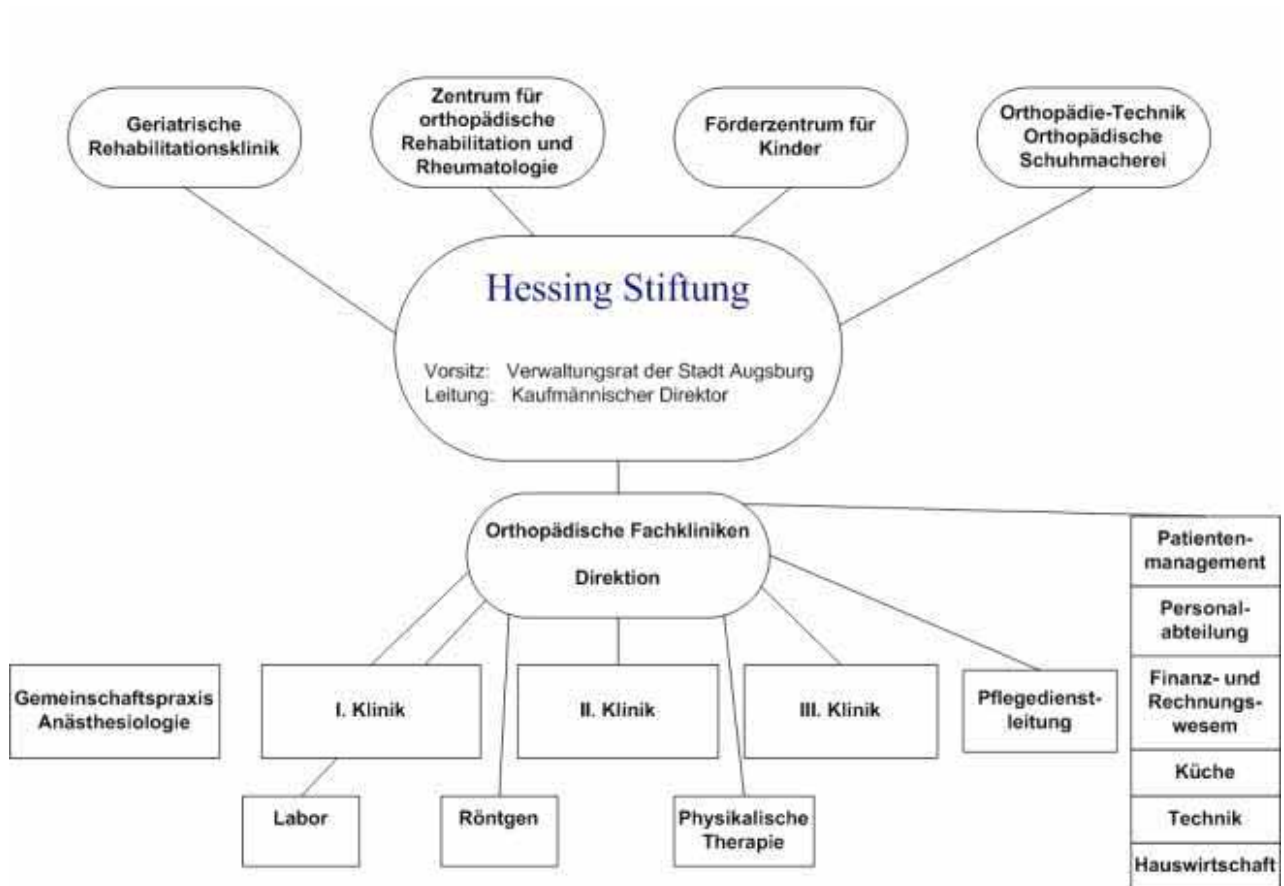 Geriatrische
Rehabilitationsklinik
Zentrum für
orthopädische
Rehabilitation und
Rheumatologie
Förderzentrum für
Kinder
Orthopädie-Technik
Orthopädische
Schuhmacherei
Hessing Stiftung
Vorsitz: Verwaltungsrat der Stadt Augsburg
Leitung: Kaufmännischer Direktor
Orthopädische Fachkliniken
Direktion
Patienten-
management
Personal-
abteilung
Finanz- und
Rechnungs-
wesem
Küche
Technik
Hauswirtschaft
Gemeinschaftspraxis
Anästhesiologie
I. Klinik
II. Klinik
III. Klinik
Pflegedienst-
leitung
Labor
Röntgen
Physikalische
Therapie